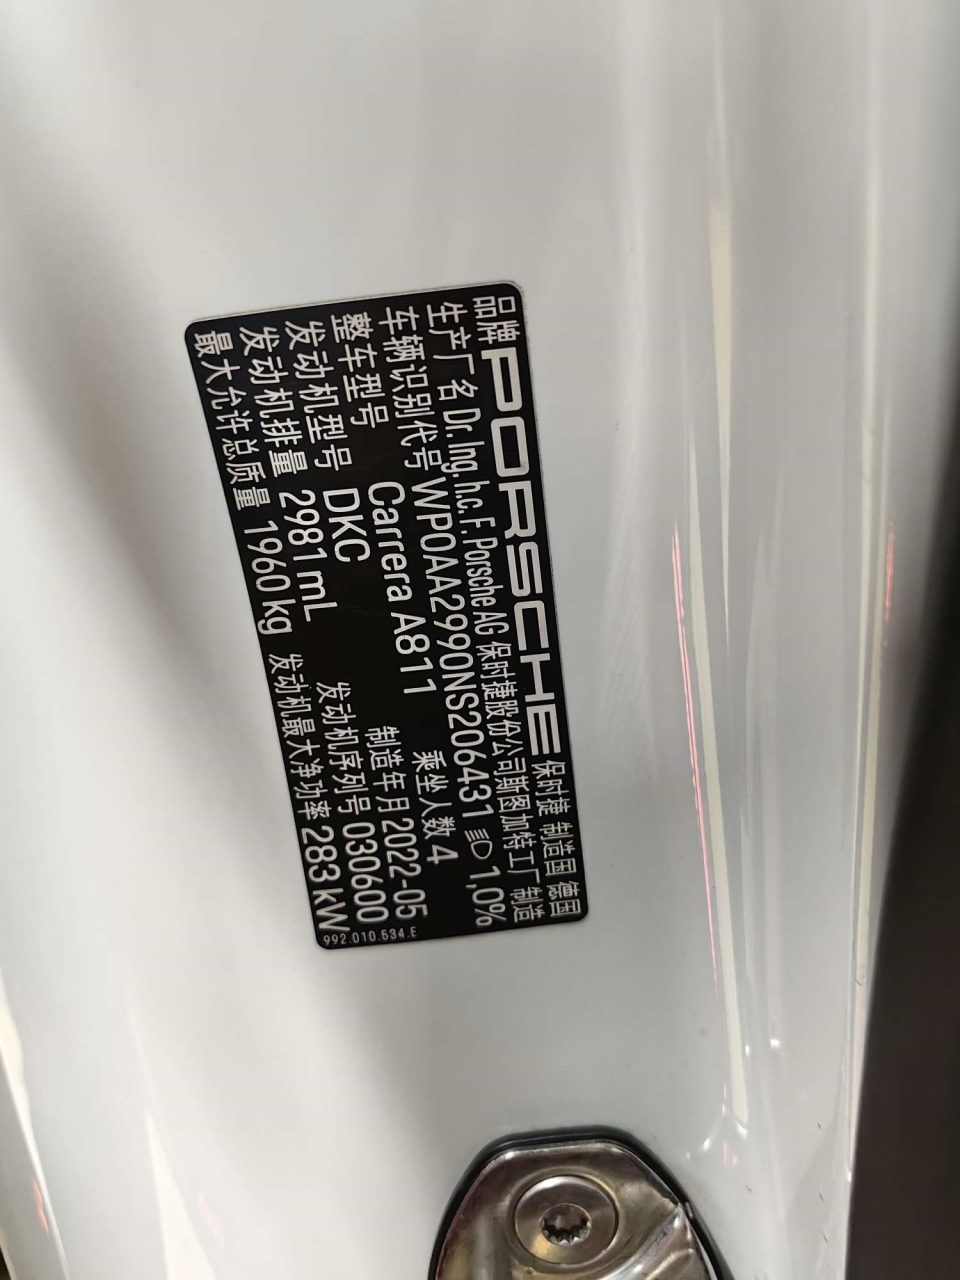 品牌 PORSCHE 保时捷 制造国 德国
生产厂名 Dr. Ing. h.c. F. Porsche AG 保时捷股份公司斯图加特工厂制造
车辆识别代号 WP0AA2990NS206431 1,0%
整车型号 Carrera A811 乘坐人数 4
发动机型号 DKC 制造年月 2022-05
发动机排量 2981 mL 发动机序列号 030600
最大允许总质量 1960 kg 发动机最大净功率 283 kW
992.010.534.E